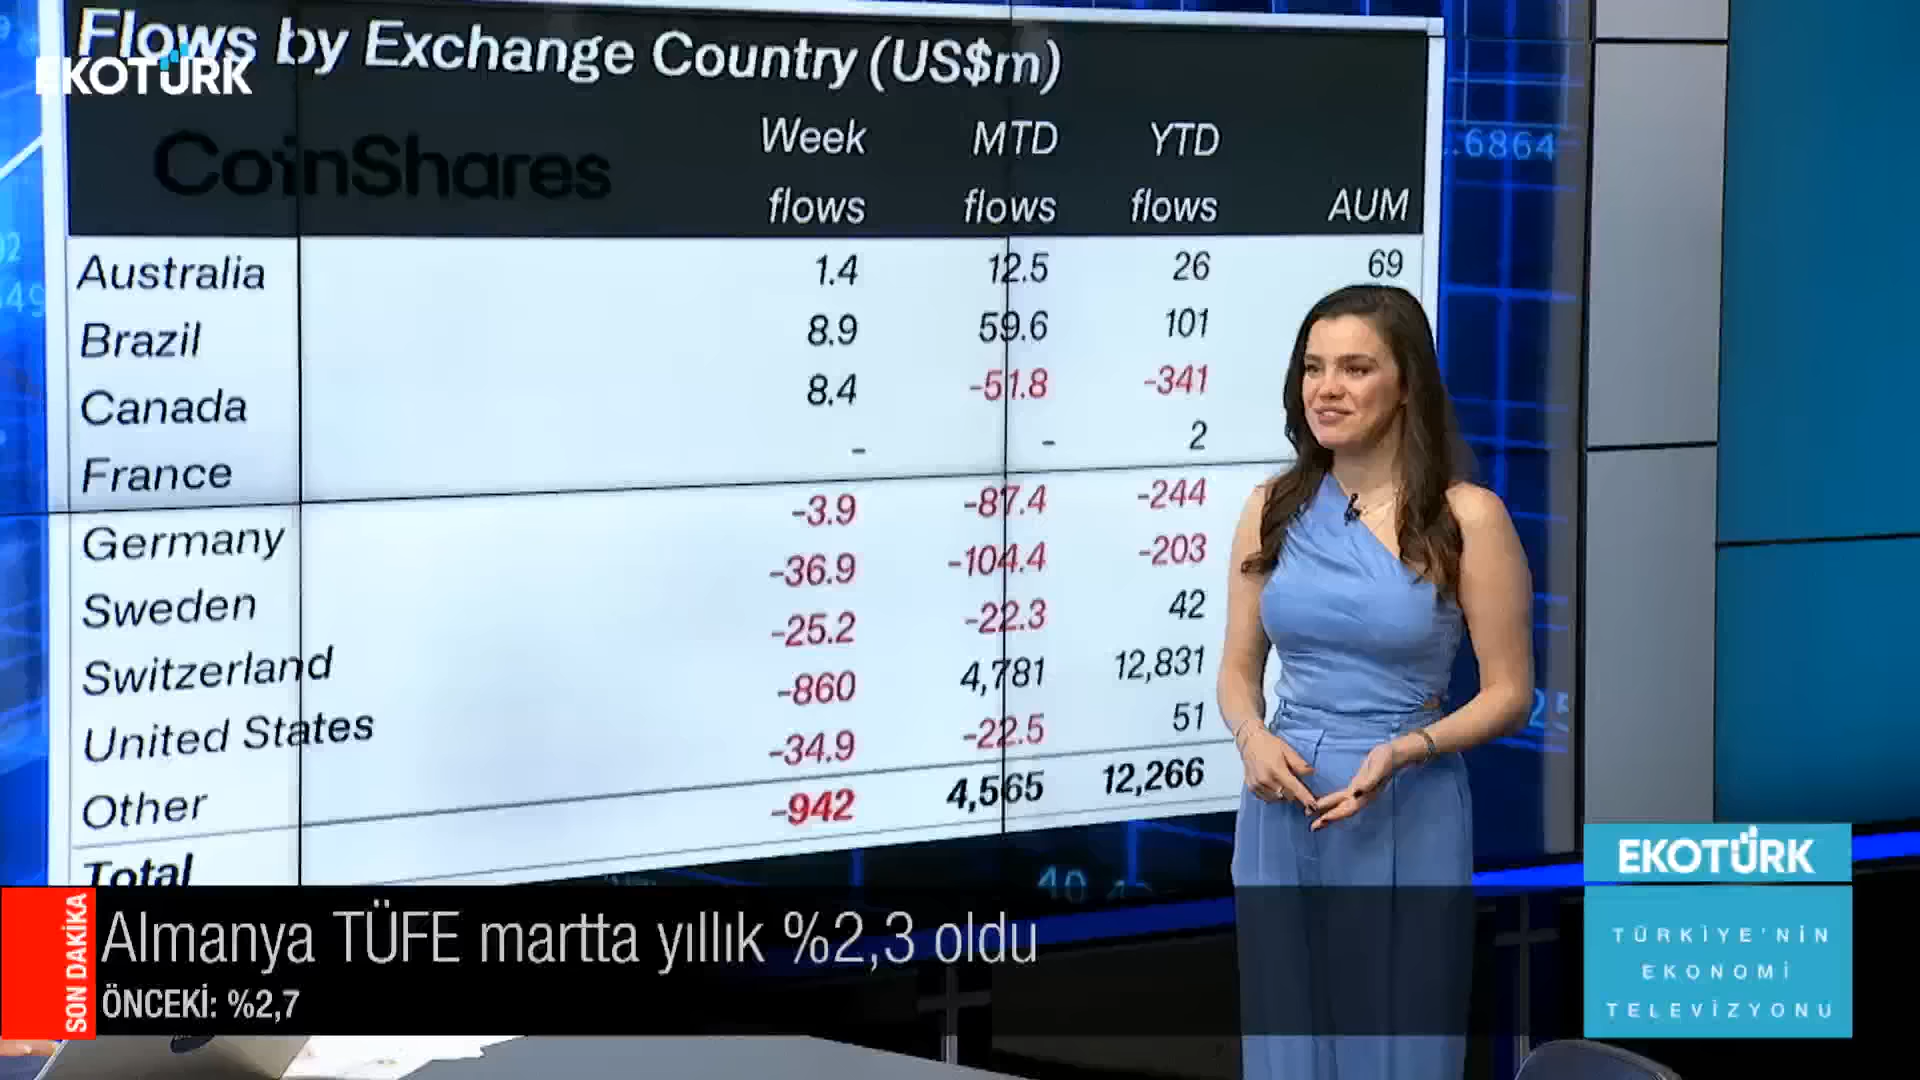 Flows by Exchange Country (US$m)
EKOTÜRK
CoinShares
Week flows MTD flows YTD flows AUM
Australia 1.4 12.5 26 69
Brazil 8.9 59.6 101
Canada 8.4 -51.8 -341
France - - 2
Germany -3.9 -87.4 -244
Sweden -36.9 -104.4 -203
Switzerland -25.2 -22.3 42
United States -860 4,781 12,831
Other -34.9 -22.5 51
Total -942 4,565 12,266
.6864
40
SON DAKİKA
Almanya TÜFE martta yıllık %2,3 oldu
ÖNCEKİ: %2,7
EKOTÜRK
TÜRKİYE'NİN
EKONOMİ
TELEVİZYONU